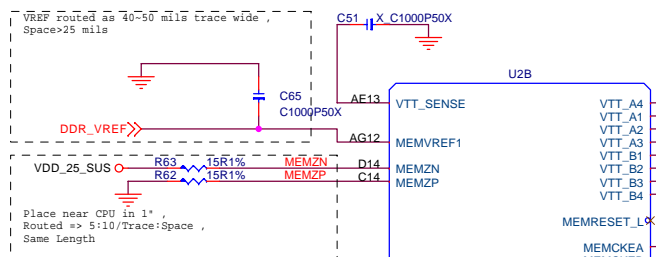 VREF routed as 40~50 mils trace wide ,
Space>25 mils
C51
X_C1000P50X
C65
C1000P50X
DDR_VREF
U2B
AE13
VTT_SENSE
AG12
MEMVREF1
VDD_25_SUS
R63
15R1%
MEMZN
D14
MEMZN
R62
15R1%
MEMZP
C14
MEMZP
VTT_A4
VTT_A1
VTT_A2
VTT_A3
VTT_B1
VTT_B2
VTT_B3
VTT_B4
MEMRESET_L
MEMCKEA
Place near CPU in 1" ,
Routed => 5:10/Trace:Space ,
Same Length